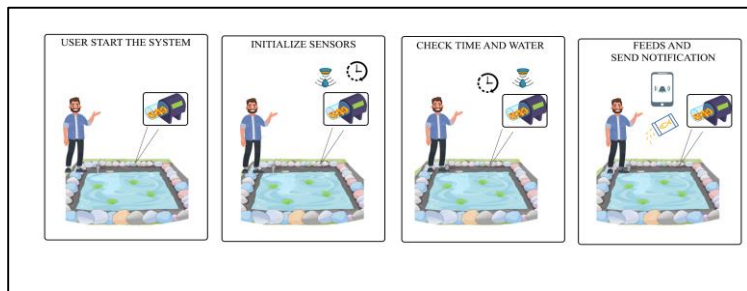 USER START THE SYSTEM
INITIALIZE SENSORS
CHECK TIME AND WATER
FEEDS AND
SEND NOTIFICATION